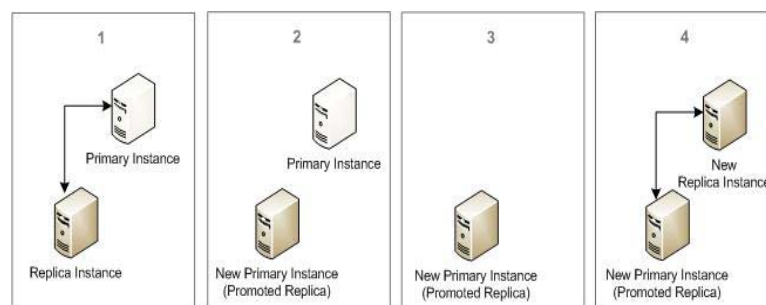 1
Primary Instance
Replica Instance
2
Primary Instance
New Primary Instance
(Promoted Replica)
3
New Primary Instance
(Promoted Replica)
4
New
Replica Instance
New Primary Instance
(Promoted Replica)